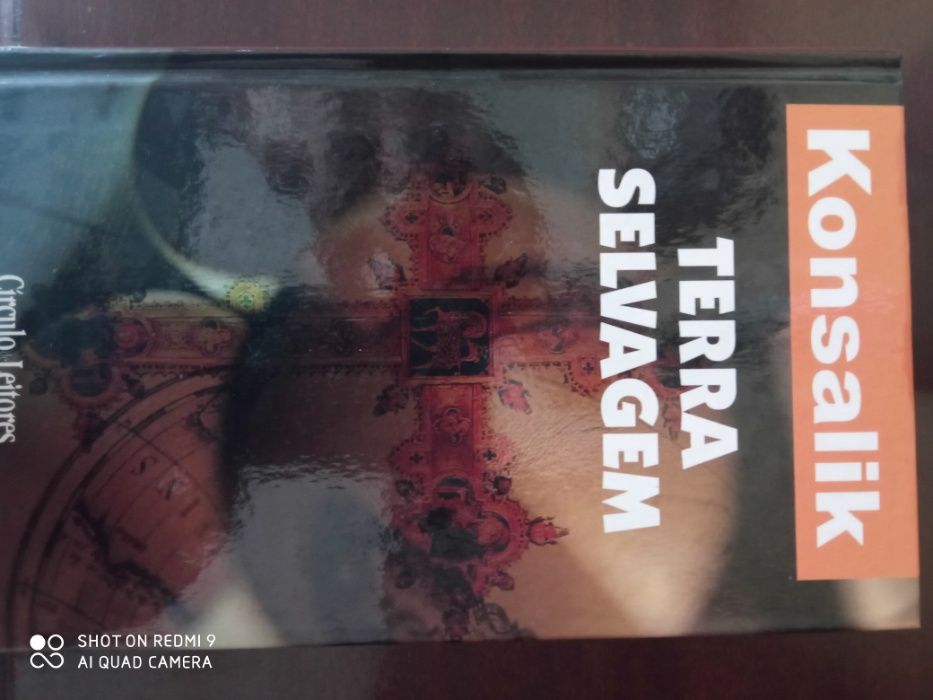 Konsalik
TERRA
SELVAGEM
Círculo Leitores
SHOT ON REDMI 9
AI QUAD CAMERA